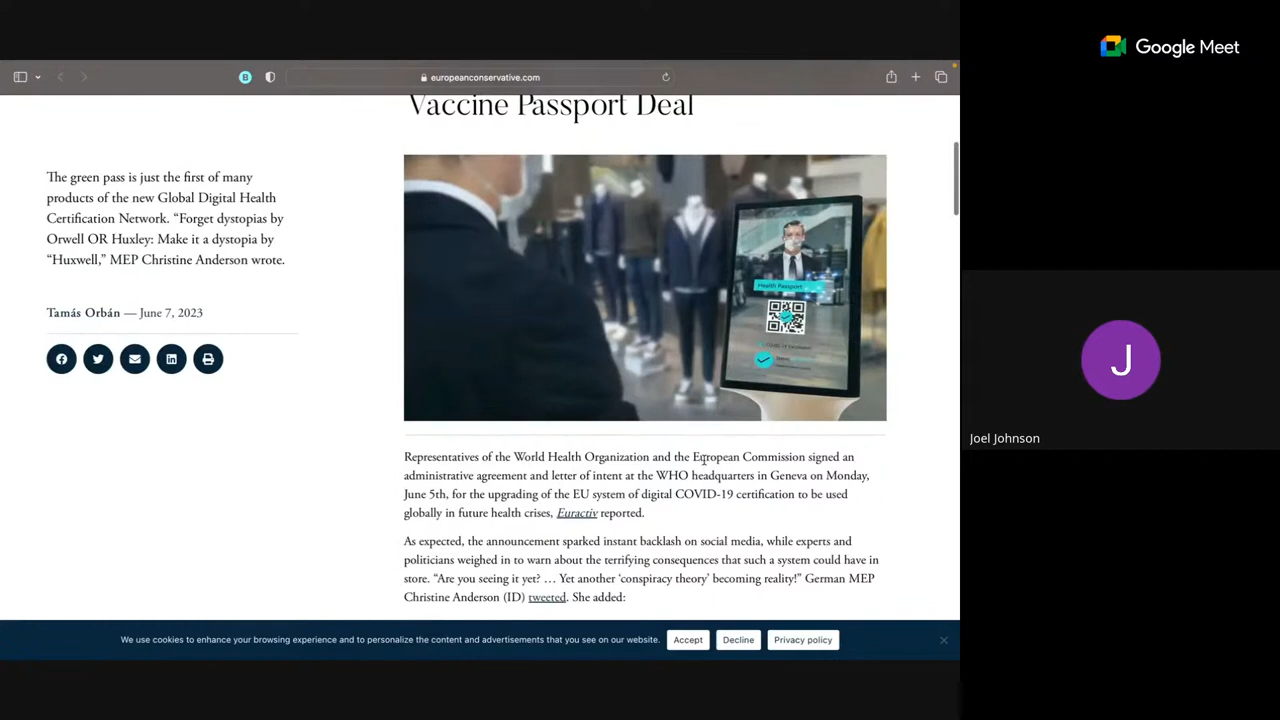 Google Meet
europeanconservative.com
Vaccine Passport Deal
The green pass is just the first of many
products of the new Global Digital Health
Certification Network. “Forget dystopias by
Orwell OR Huxley: Make it a dystopia by
“Huxwell,” MEP Christine Anderson wrote.
Tamás Orbán — June 7, 2023
Health Passport
Covid-19 Vaccination
Representatives of the World Health Organization and the European Commission signed an
administrative agreement and letter of intent at the WHO headquarters in Geneva on Monday,
June 5th, for the upgrading of the EU system of digital COVID-19 certification to be used
globally in future health crises, Euractiv reported.
As expected, the announcement sparked instant backlash on social media, while experts and
politicians weighed in to warn about the terrifying consequences that such a system could have in
store. “Are you seeing it yet? … Yet another ‘conspiracy theory’ becoming reality!” German MEP
Christine Anderson (ID) tweeted. She added:
We use cookies to enhance your browsing experience and to personalize the content and advertisements that you see on our website. Accept Decline Privacy policy
J
Joel Johnson